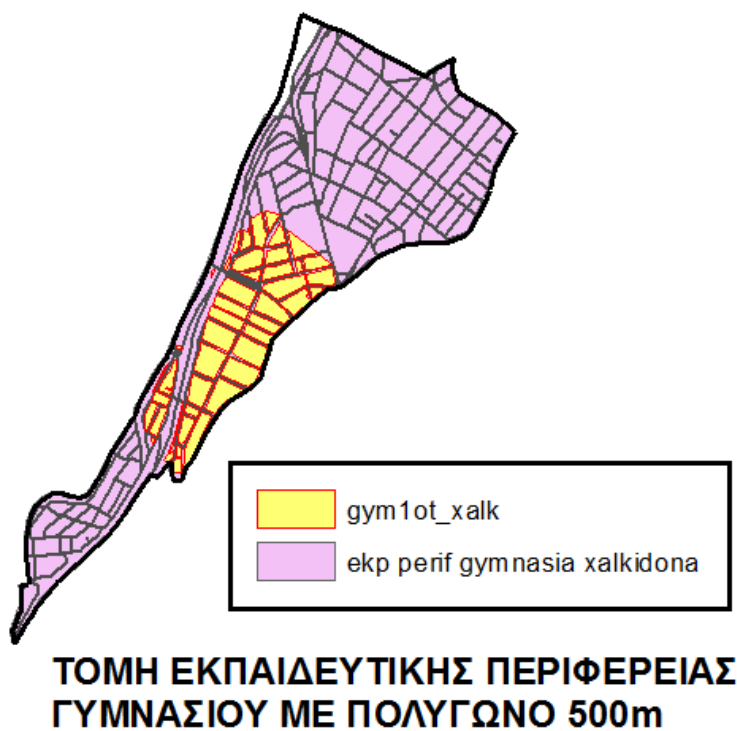 gym1ot_xalk
ekp perif gymnasia xalkidona
ΤΟΜΗ ΕΚΠΑΙΔΕΥΤΙΚΗΣ ΠΕΡΙΦΕΡΕΙΑΣ
ΓΥΜΝΑΣΙΟΥ ΜΕ ΠΟΛΥΓΩΝΟ 500m